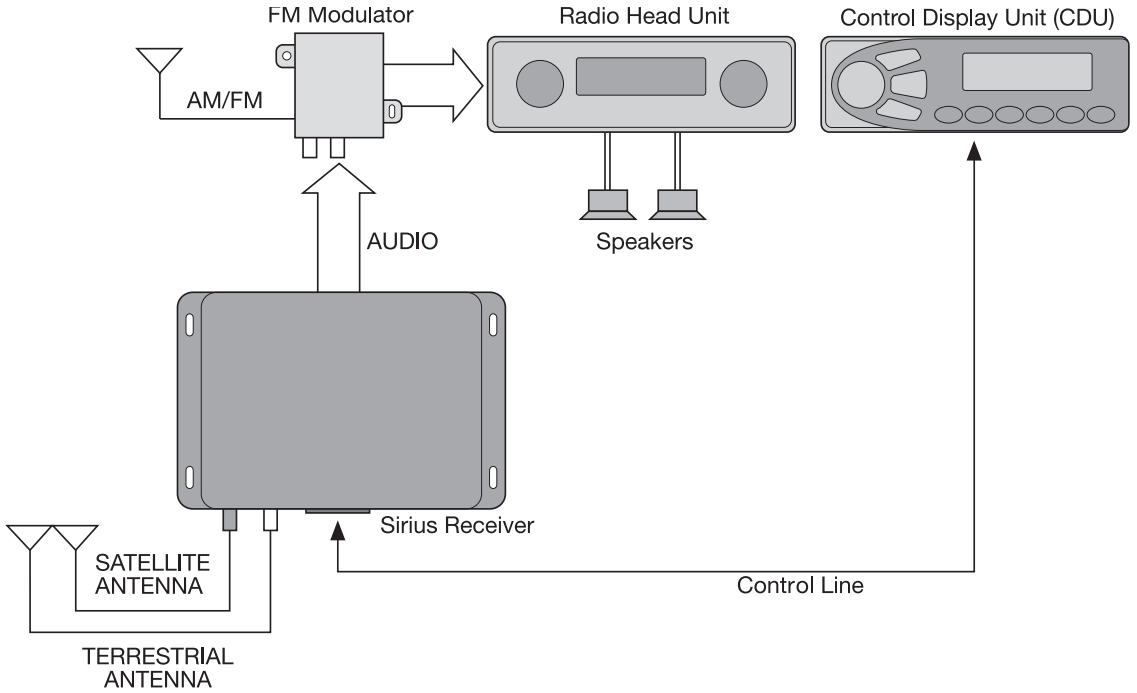 FM Modulator
Radio Head Unit
Control Display Unit (CDU)
AM/FM
Speakers
AUDIO
Sirius Receiver
SATELLITE
ANTENNA
Control Line
TERRESTRIAL
ANTENNA